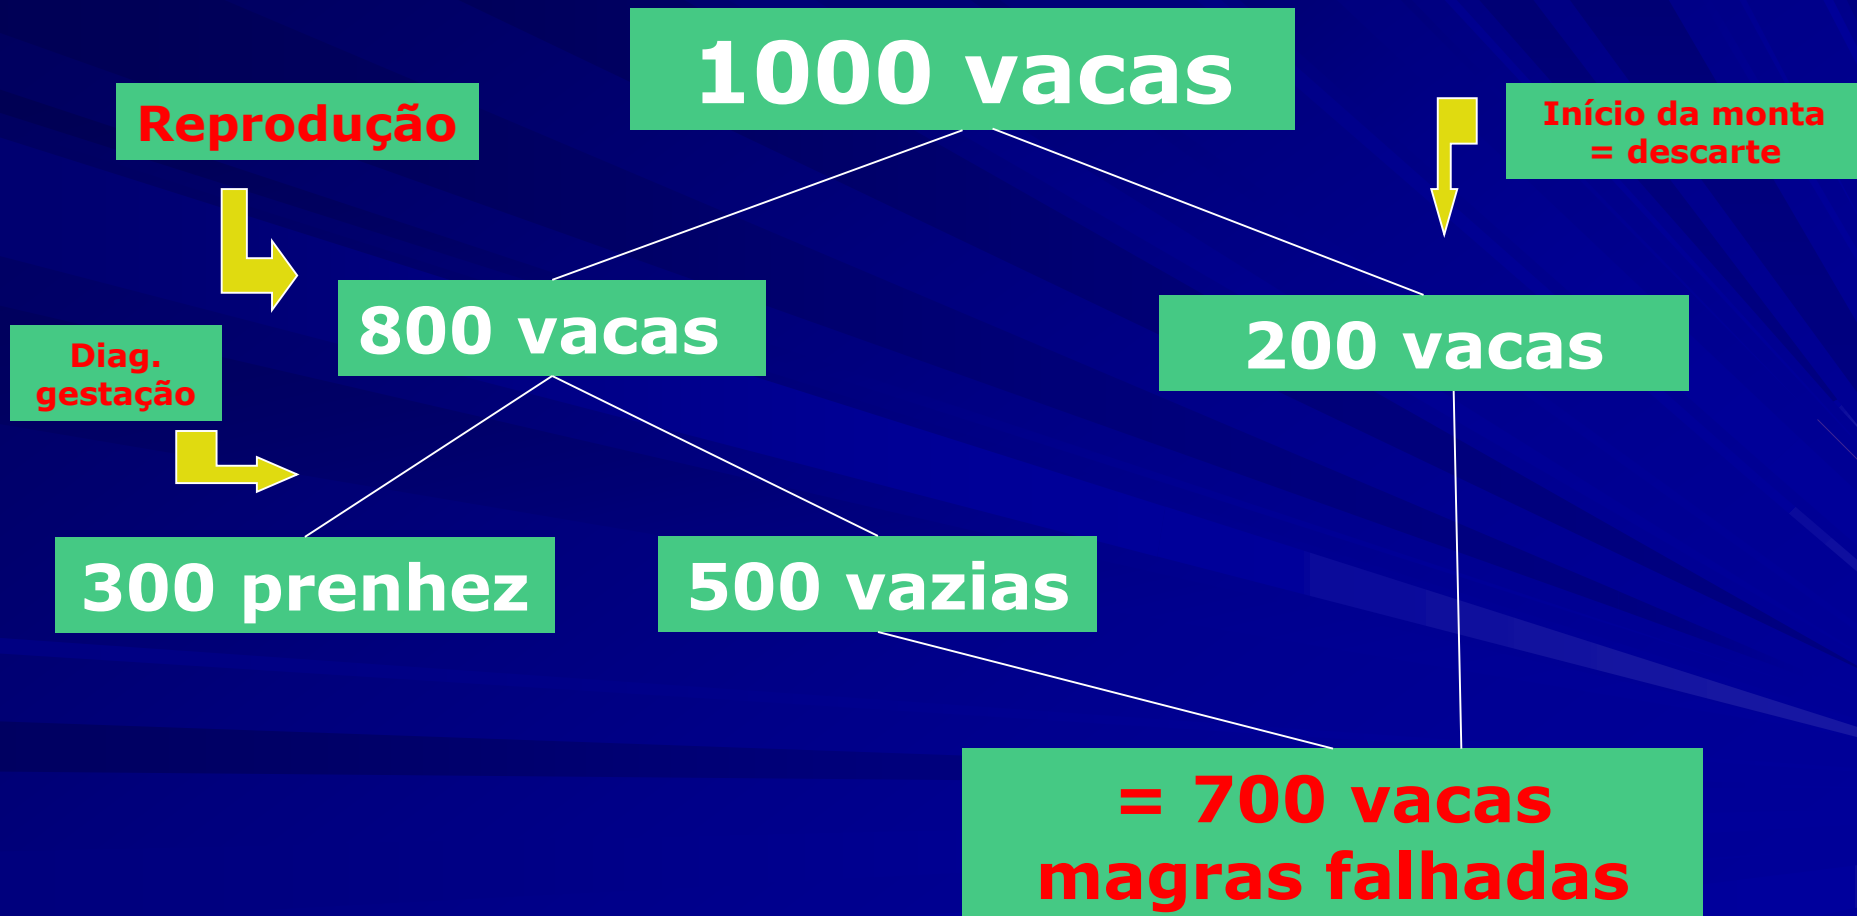 1000 vacas
Reprodução
Início da monta
= descarte
800 vacas
200 vacas
Diag.
gestação
300 prenhez
500 vazias
= 700 vacas
magras falhadas